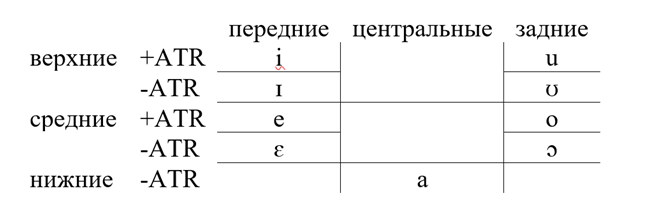 передние центральные задние
верхние +ATR i u
-ATR ɪ ʊ
средние +ATR e o
-ATR ɛ ɔ
нижние -ATR a